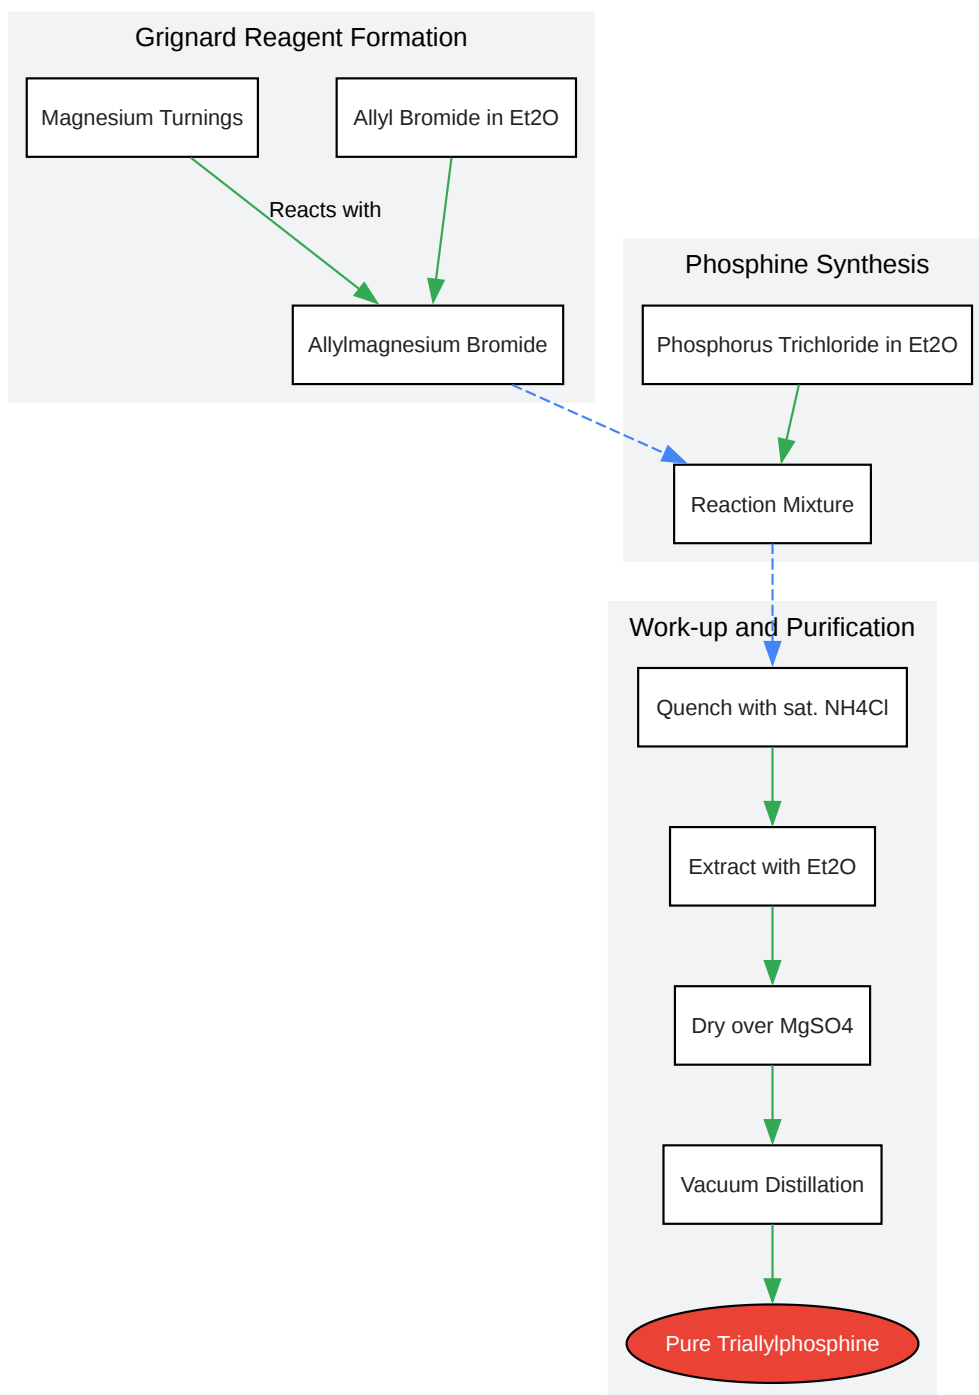 Grignard Reagent Formation
Magnesium Turnings
Allyl Bromide in Et2O
Reacts with
Allylmagnesium Bromide
Phosphine Synthesis
Phosphorus Trichloride in Et2O
Reaction Mixture
Work-up and Purification
Quench with sat. NH4Cl
Extract with Et2O
Dry over MgSO4
Vacuum Distillation
Pure Triallylphosphine